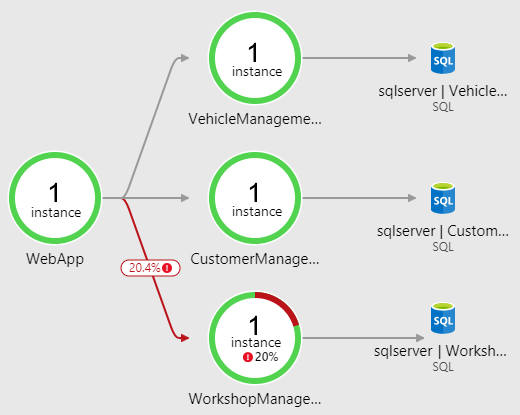 1
instance
VehicleManageme...
SQL
sqlserver | Vehicle...
SQL
1
instance
WebApp
1
instance
CustomerManage...
SQL
sqlserver | Custom...
SQL
20.4%
1
instance
20%
WorkshopManage...
SQL
sqlserver | Worksh...
SQL